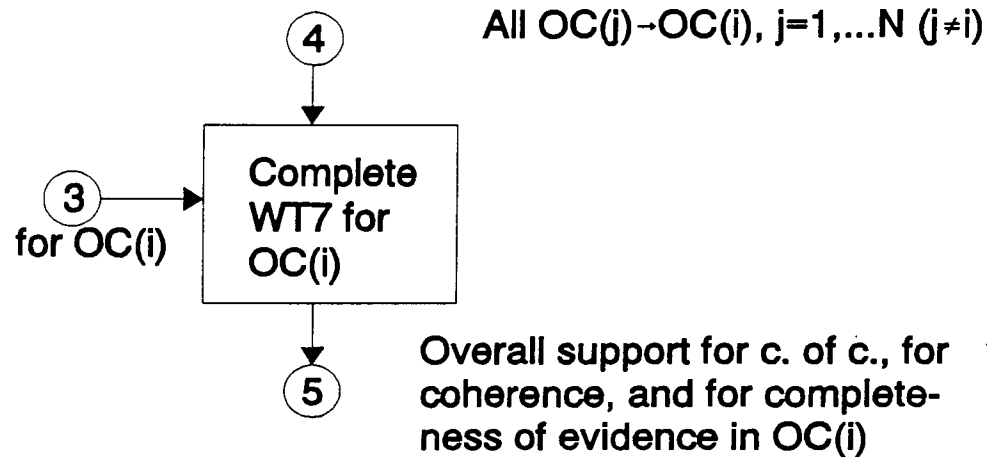 4
All OC(j)→OC(i), j=1,...N (j≠i)
3
for OC(i)
Complete
WT7 for
OC(i)
5
Overall support for c. of c., for
coherence, and for complete-
ness of evidence in OC(i)